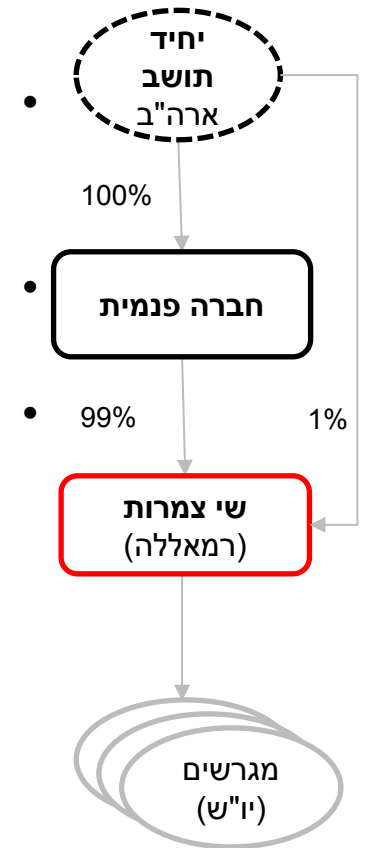 יחיד
תושב
ארה"ב
100%
חברה פנמית
99%
1%
שי צמרות
(רמאללה)
מגרשים
(יו"ש)